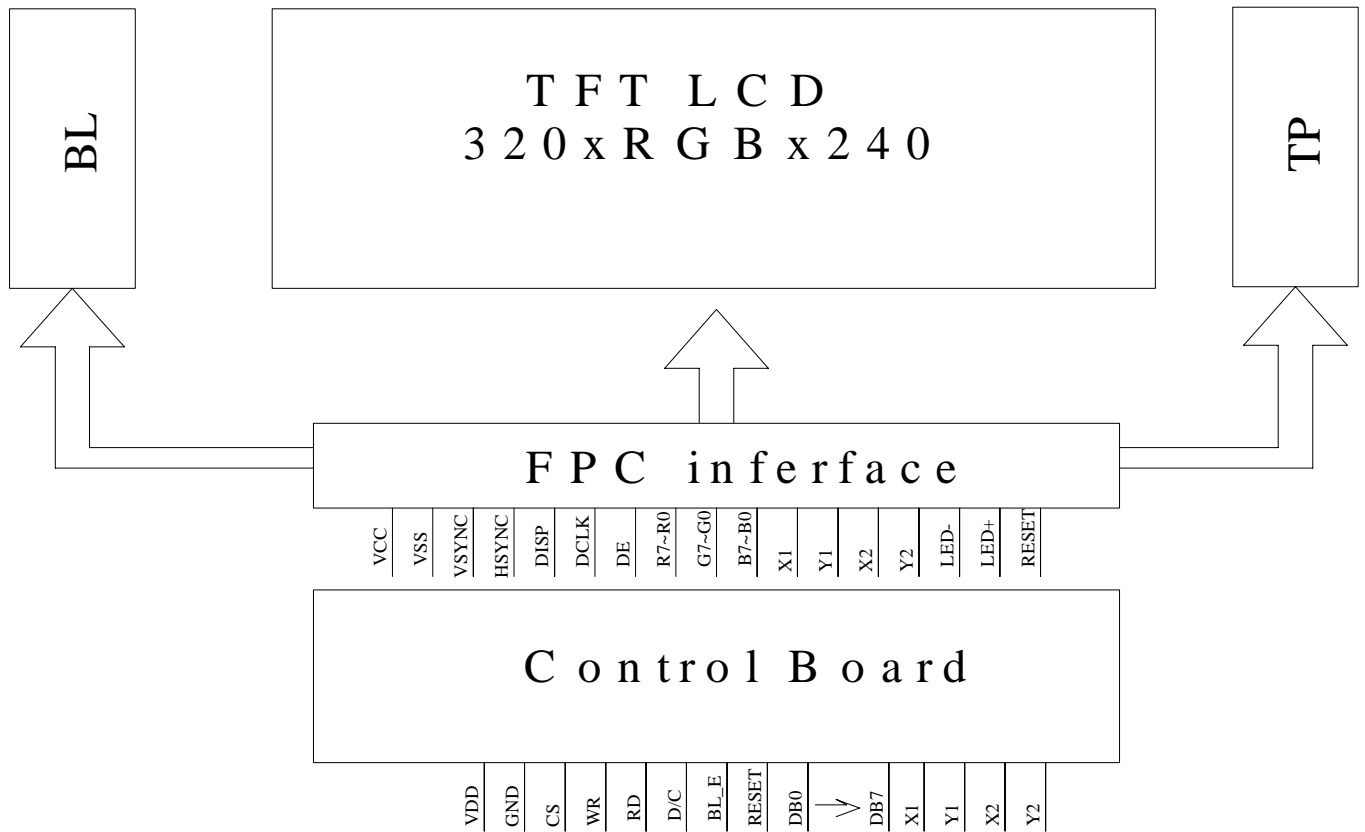 BL
TFT LCD
320xRGBx240
TP
FPC inferface
VCC
VSS
VSYNC
HSYNC
DISP
DCLK
DE
R7~R0
G7~G0
B7~B0
X1
Y1
X2
Y2
LED-
LED+
RESET
Control Board
VDD
GND
CS
WR
RD
D/C
BL_E
RESET
DB0
DB7
X1
Y1
X2
Y2